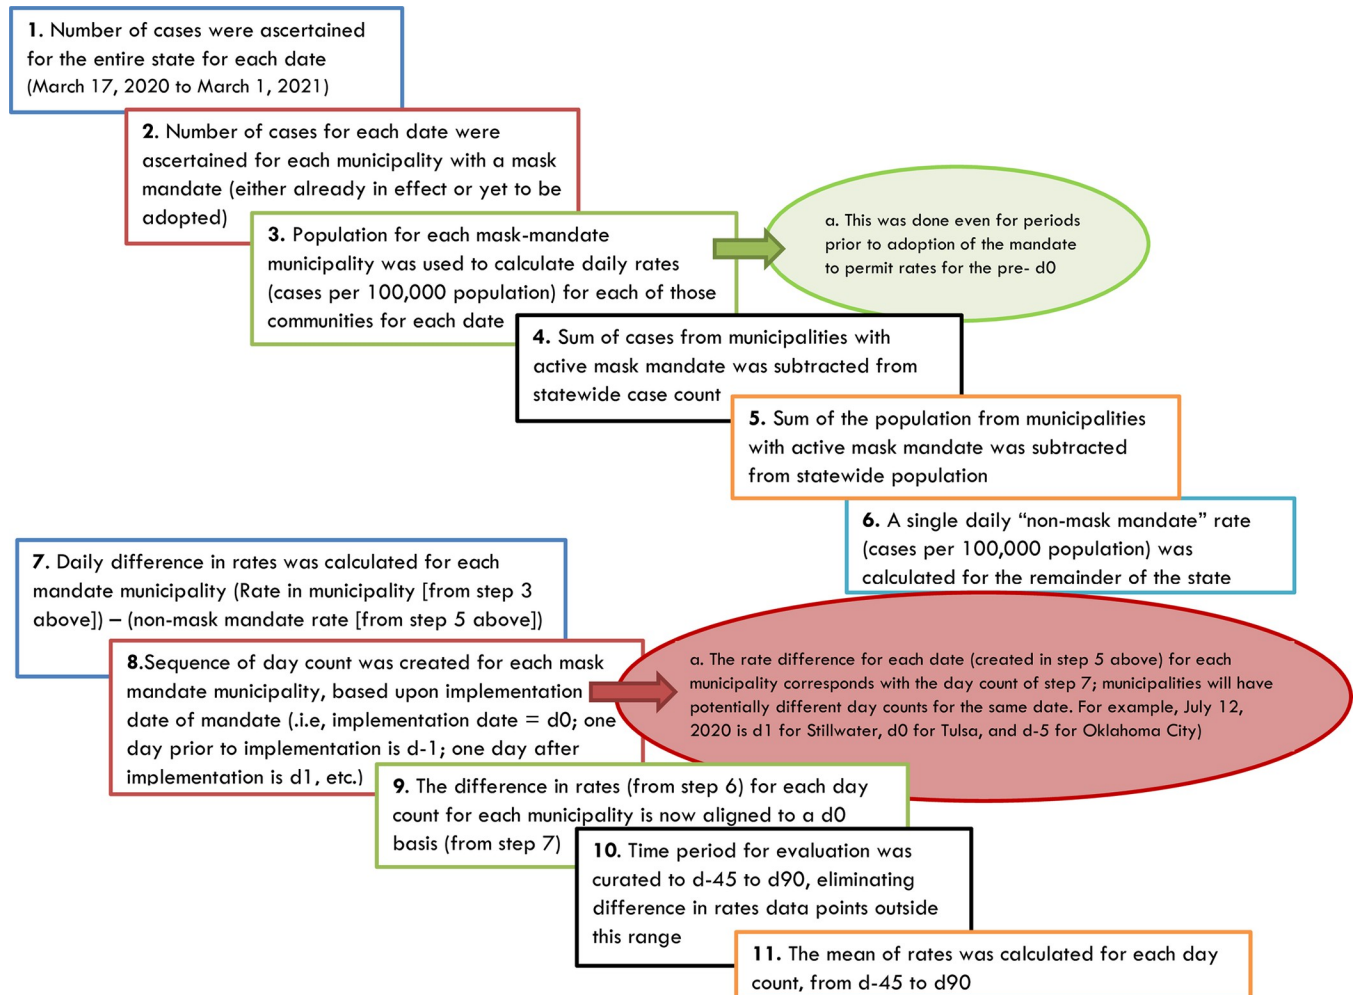 1. Number of cases were ascertained
for the entire state for each date
(March 17, 2020 to March 1, 2021)
2. Number of cases for each date were
ascertained for each municipality with a mask
mandate (either already in effect or yet to be
adopted)
3. Population for each mask-mandate
municipality was used to calculate daily rates
(cases per 100,000 population) for each of those
communities for each date
a. This was done even for periods
prior to adoption of the mandate
to permit rates for the pre- d0
4. Sum of cases from municipalities with
active mask mandate was subtracted from
statewide case count
5. Sum of the population from municipalities
with active mask mandate was subtracted
from statewide population
6. A single daily “non-mask mandate” rate
(cases per 100,000 population) was
calculated for the remainder of the state
7. Daily difference in rates was calculated for each
mandate municipality (Rate in municipality [from step 3
above]) – (non-mask mandate rate [from step 5 above])
8.Sequence of day count was created for each mask
mandate municipality, based upon implementation
date of mandate (.i.e, implementation date = d0; one
day prior to implementation is d-1; one day after
implementation is d1, etc.)
a. The rate difference for each date (created in step 5 above) for each
municipality corresponds with the day count of step 7; municipalities will have
potentially different day counts for the same date. For example, July 12,
2020 is d1 for Stillwater, d0 for Tulsa, and d-5 for Oklahoma City)
9. The difference in rates (from step 6) for each day
count for each municipality is now aligned to a d0
basis (from step 7)
10. Time period for evaluation was
curated to d-45 to d90, eliminating
difference in rates data points outside
this range
11. The mean of rates was calculated for each day
count, from d-45 to d90